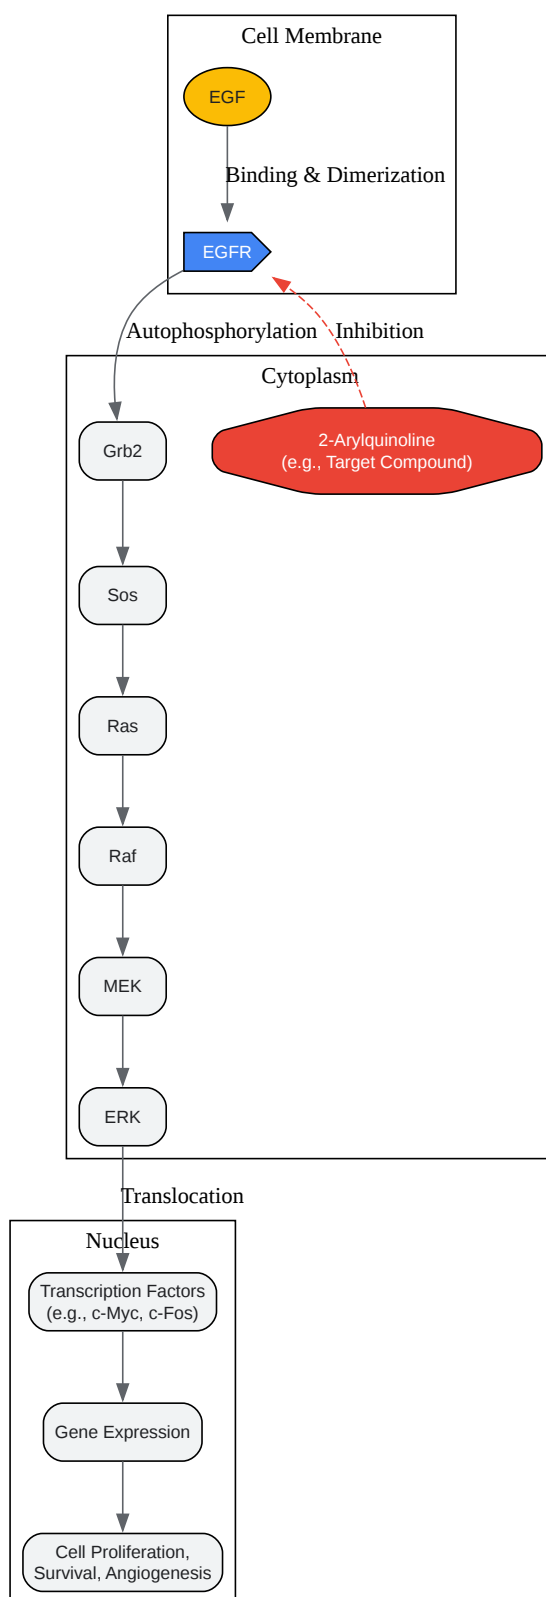 Cell Membrane
EGF
Binding & Dimerization
EGFR
Autophosphorylation
Inhibition
Cytoplasm
2-Arylquinoline
(e.g., Target Compound)
Grb2
Sos
Ras
Raf
MEK
ERK
Translocation
Nucleus
Transcription Factors
(e.g., c-Myc, c-Fos)
Gene Expression
Cell Proliferation,
Survival, Angiogenesis